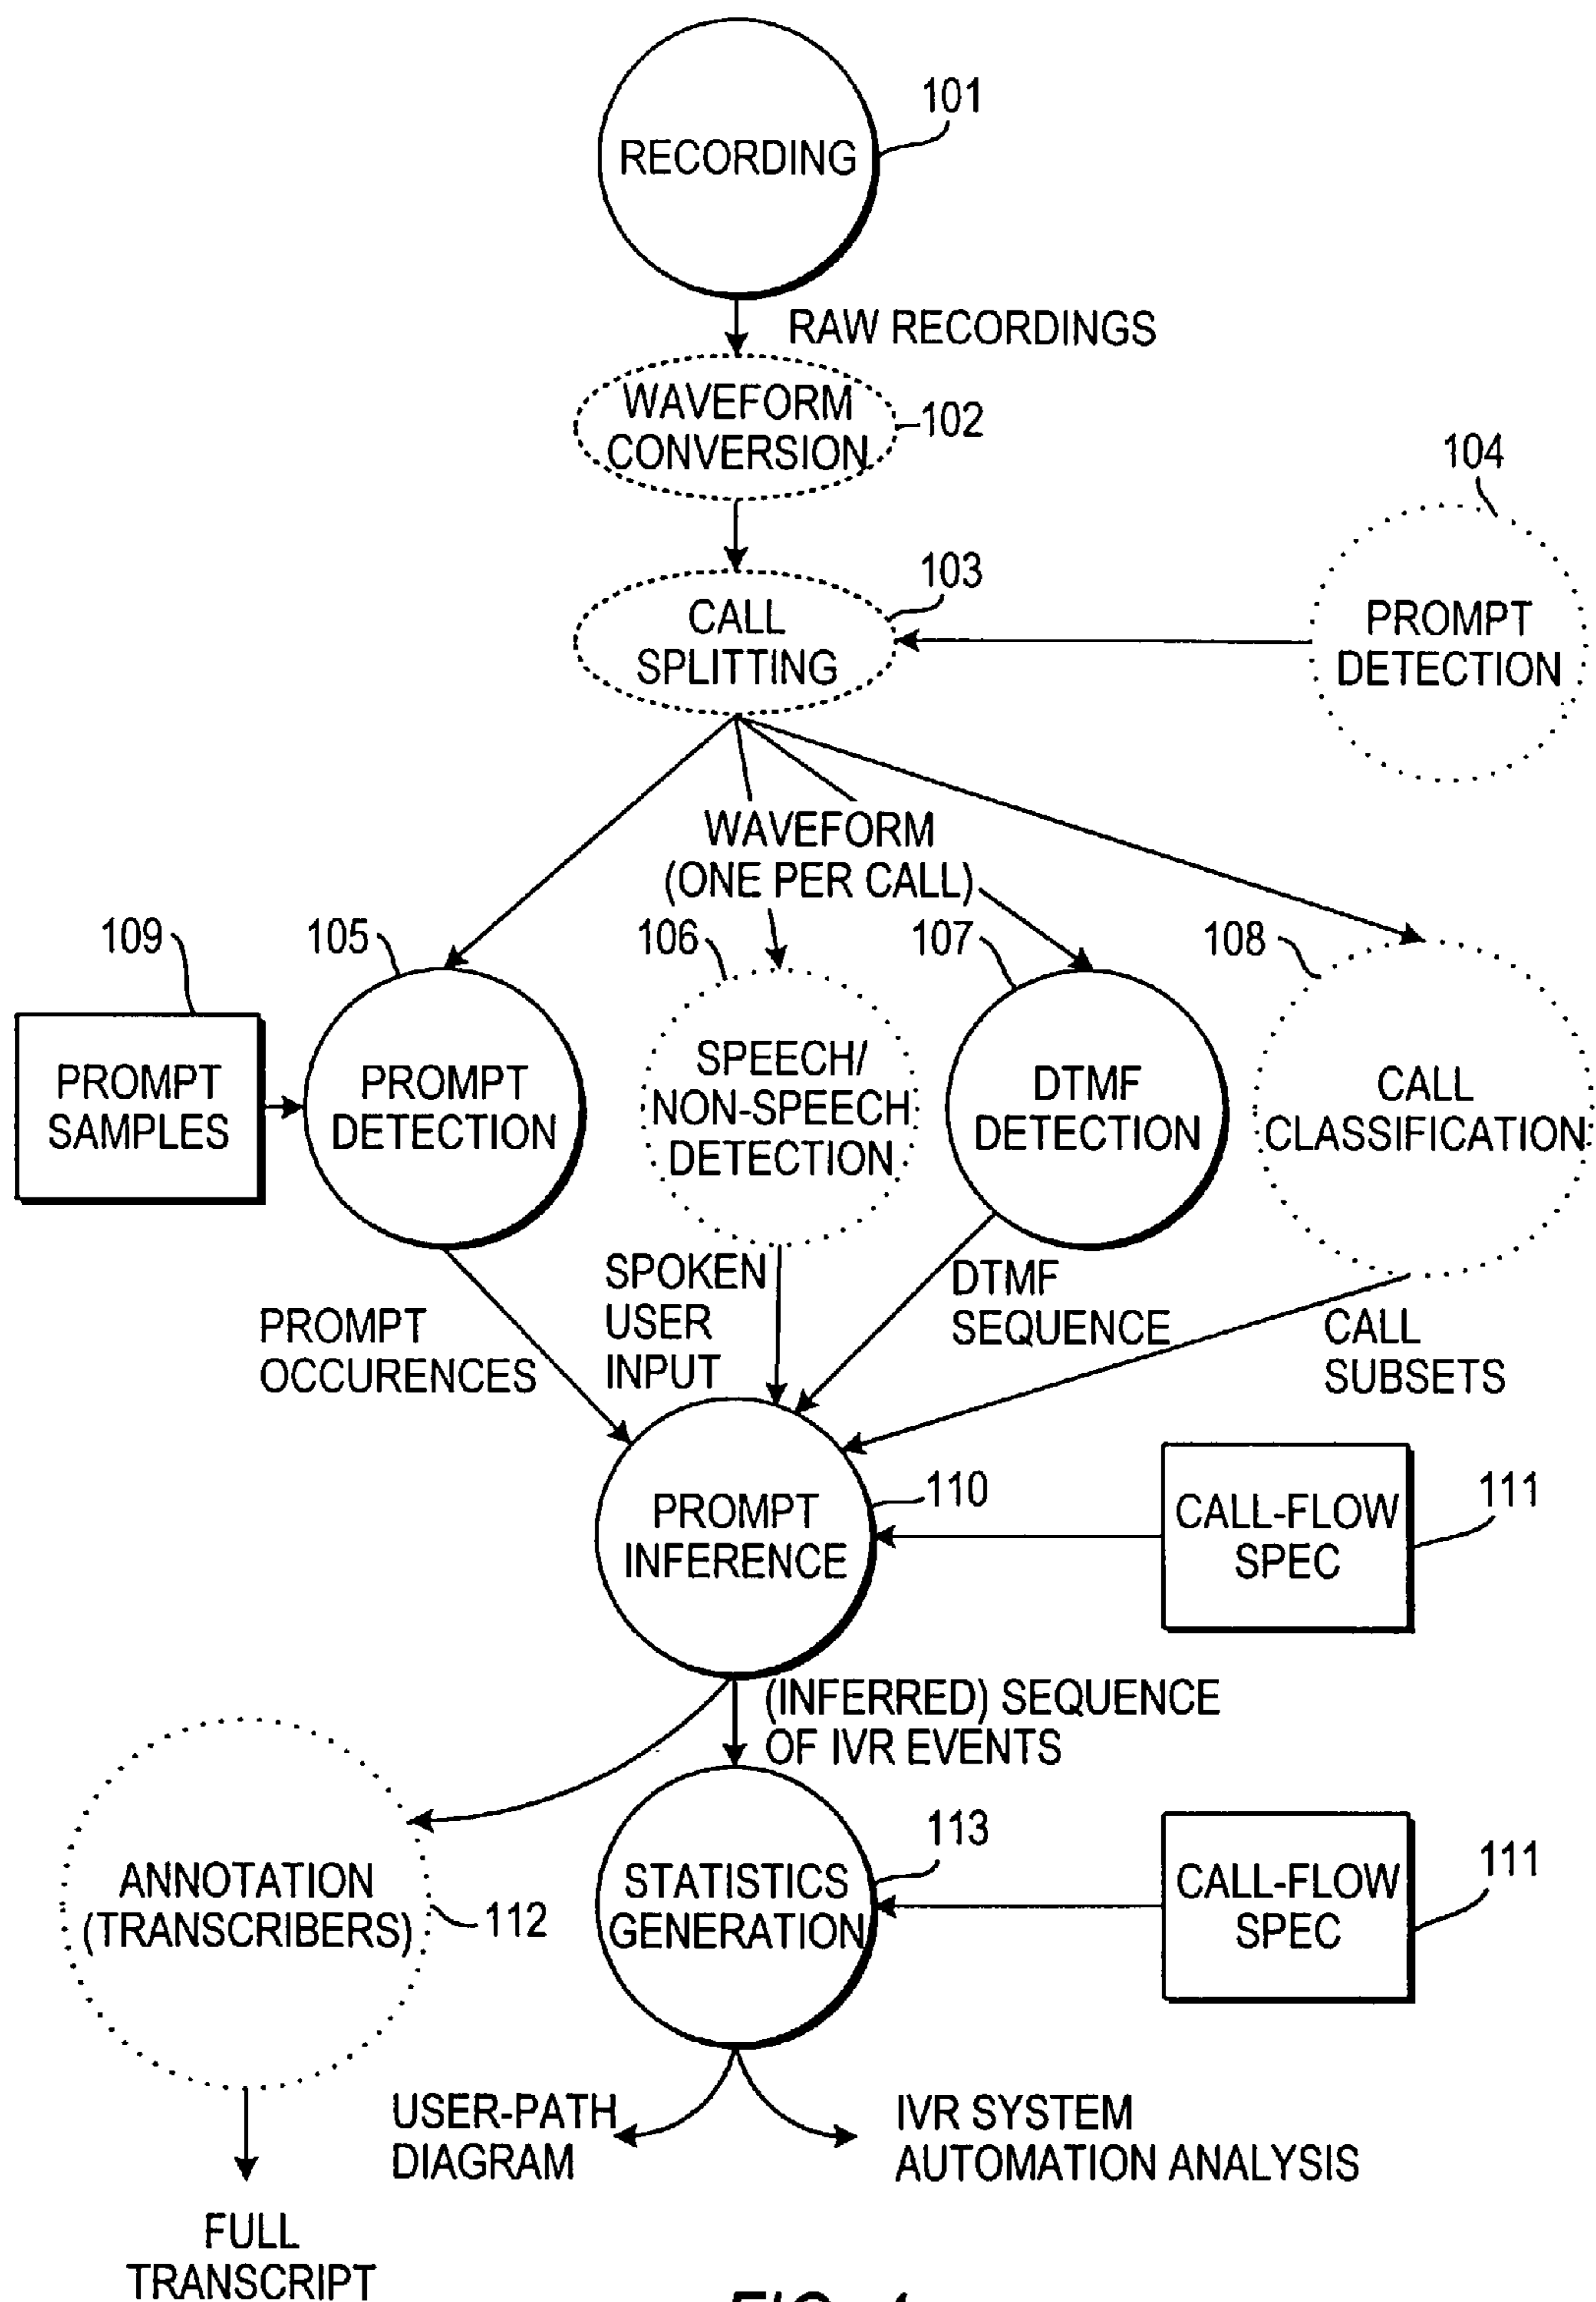 101
RECORDING
RAW RECORDINGS
WAVEFORM
CONVERSION
102
104
103
CALL
SPLITTING
PROMPT
DETECTION
WAVEFORM
(ONE PER CALL)
109
105
106
107
108
PROMPT
SAMPLES
PROMPT
DETECTION
SPEECH/
NON-SPEECH
DETECTION
DTMF
DETECTION
CALL
CLASSIFICATION
PROMPT
OCCURENCES
SPOKEN
USER
INPUT
DTMF
SEQUENCE
CALL
SUBSETS
PROMPT
INFERENCE
110
CALL-FLOW
SPEC
111
(INFERRED) SEQUENCE
OF IVR EVENTS
ANNOTATION
(TRANSCRIBERS)
112
STATISTICS
GENERATION
113
CALL-FLOW
SPEC
111
USER-PATH
DIAGRAM
IVR SYSTEM
AUTOMATION ANALYSIS
FULL
TRANSCRIPT